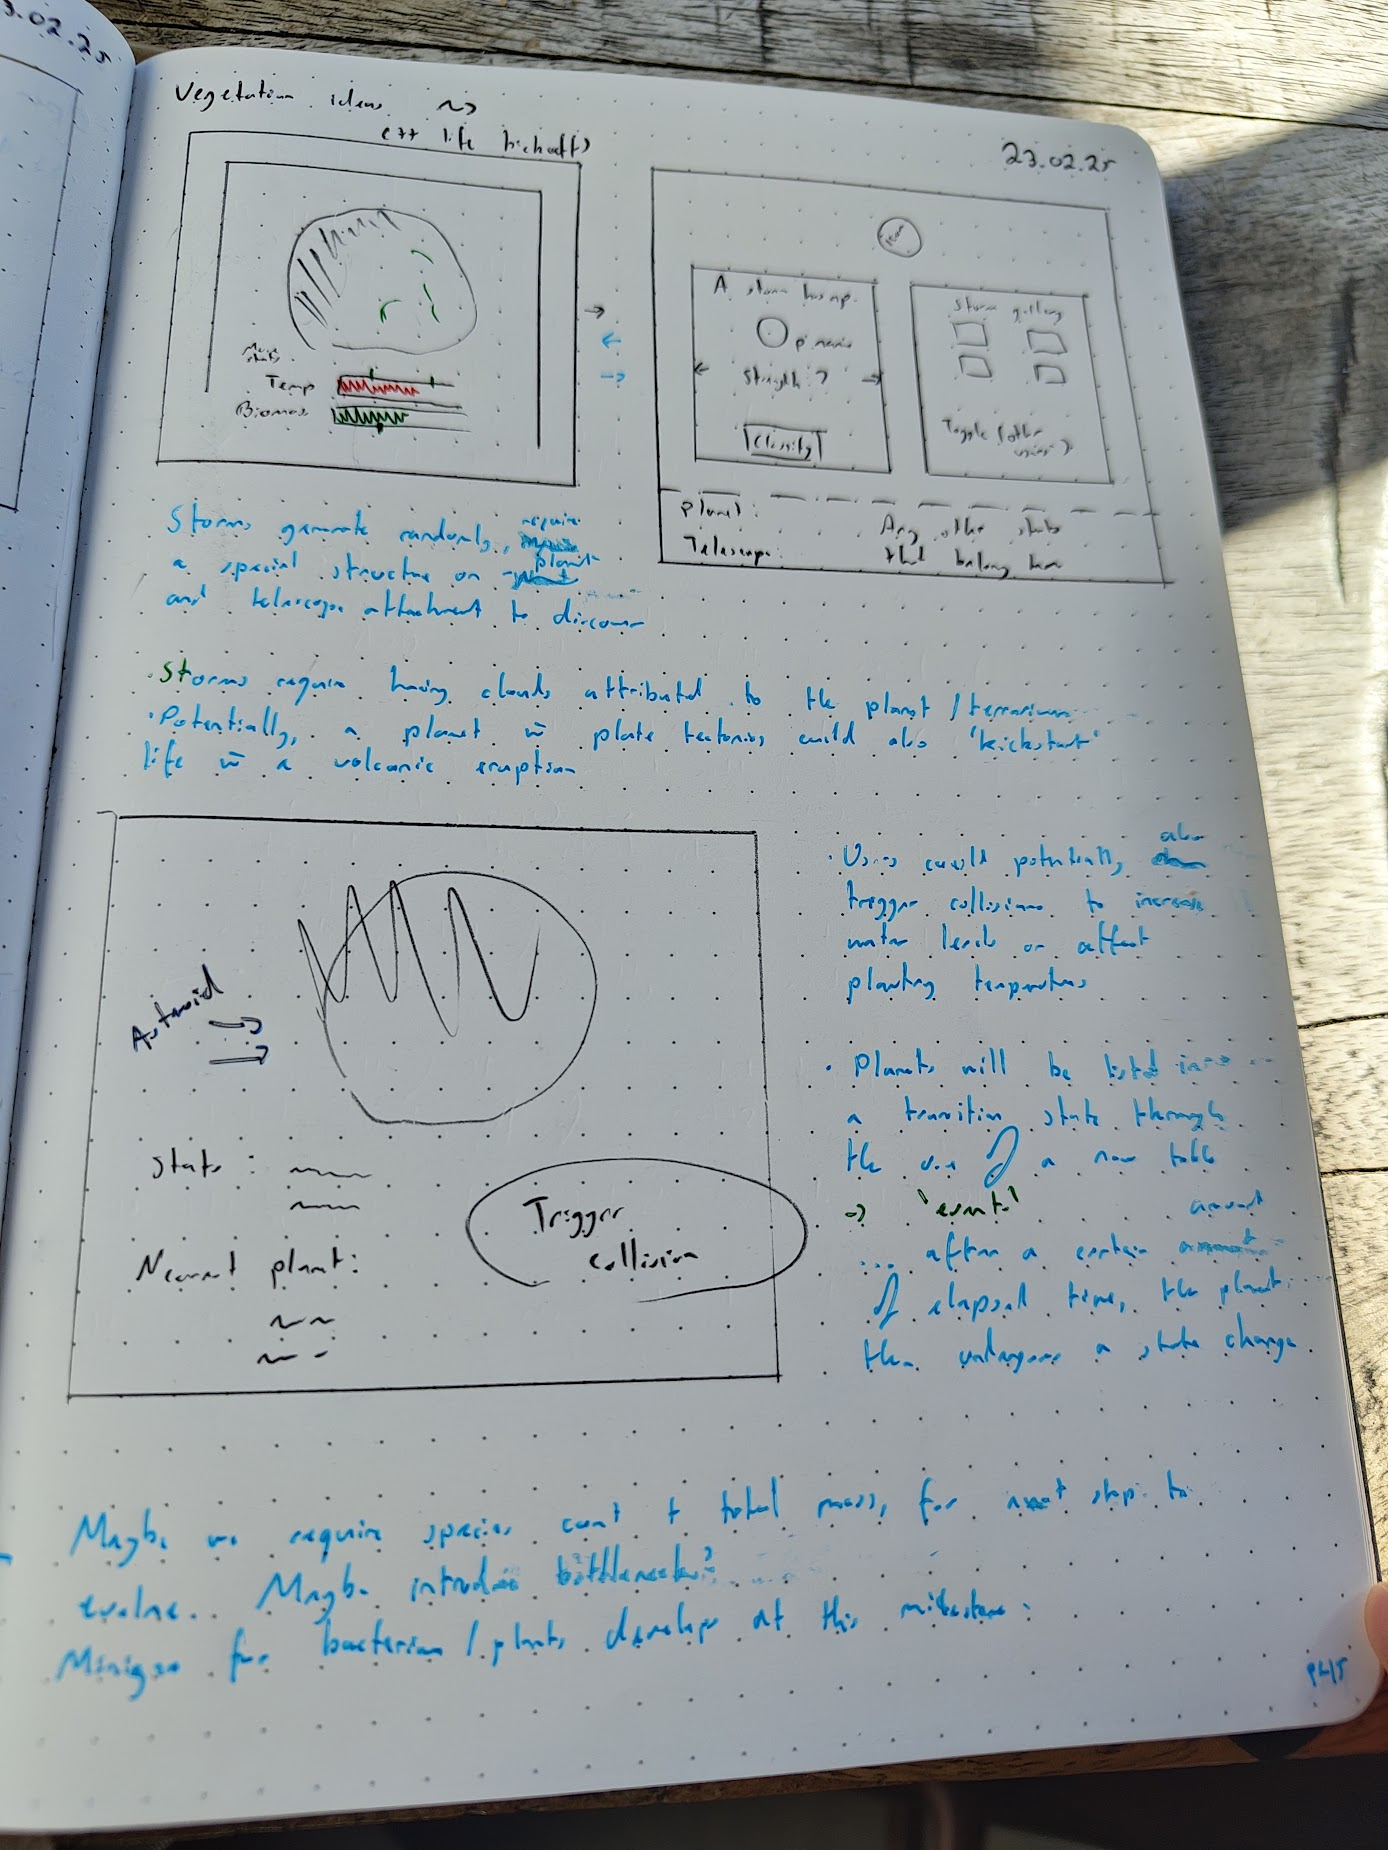 3.02.25
Vegetation ideas ~>
(++ life kickoff)
23.02.25
More
stats
Temp
Biomass
A storm has
Strength?
Classify
Storm gallery
Toggle (other
Planet:
Telescope:
Any other stats
that belong here
Storms generate randomly, require
a special structure on planet
and telescope attachment to discover
· Storms require having clouds attributed to the planet / terrarium
· Potentially, a planet w̄ plate tectonics could also 'kickstart'
life w̄ a volcanic eruption
Asteroid
Stats:
Nearest planet:
Trigger
collision
· Users could potentially also
trigger collisions to increase
water levels or affect
planetary temperatures
· Planets will be listed in
a transition state through
the use of a new table
-> 'events'
... after a certain amount
of elapsed time, the planet
then undergoes a state change
Maybe we require species count + total mass, for next step to
evolve.. Maybe introduce bottlenecks?
Minigame for bacterium / plants develop at this milestone: